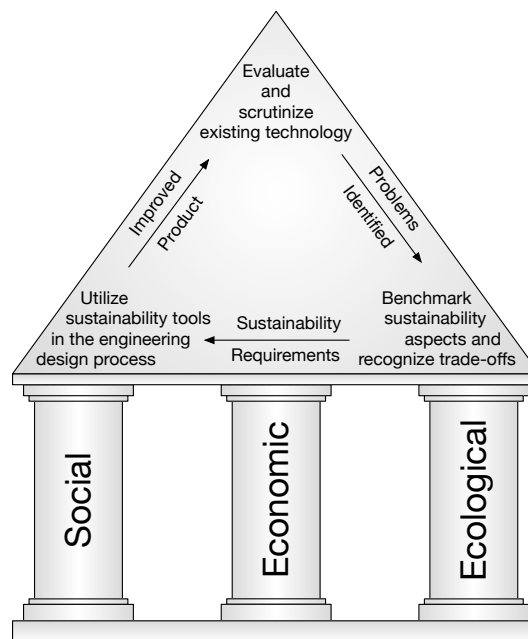 Evaluate
and
scrutinize
existing technology
Improved
Product
Problems
Identified
Utilize
sustainability tools
in the engineering
design process
Sustainability
Requirements
Benchmark
sustainability
aspects and
recognize trade-offs
Social
Economic
Ecological